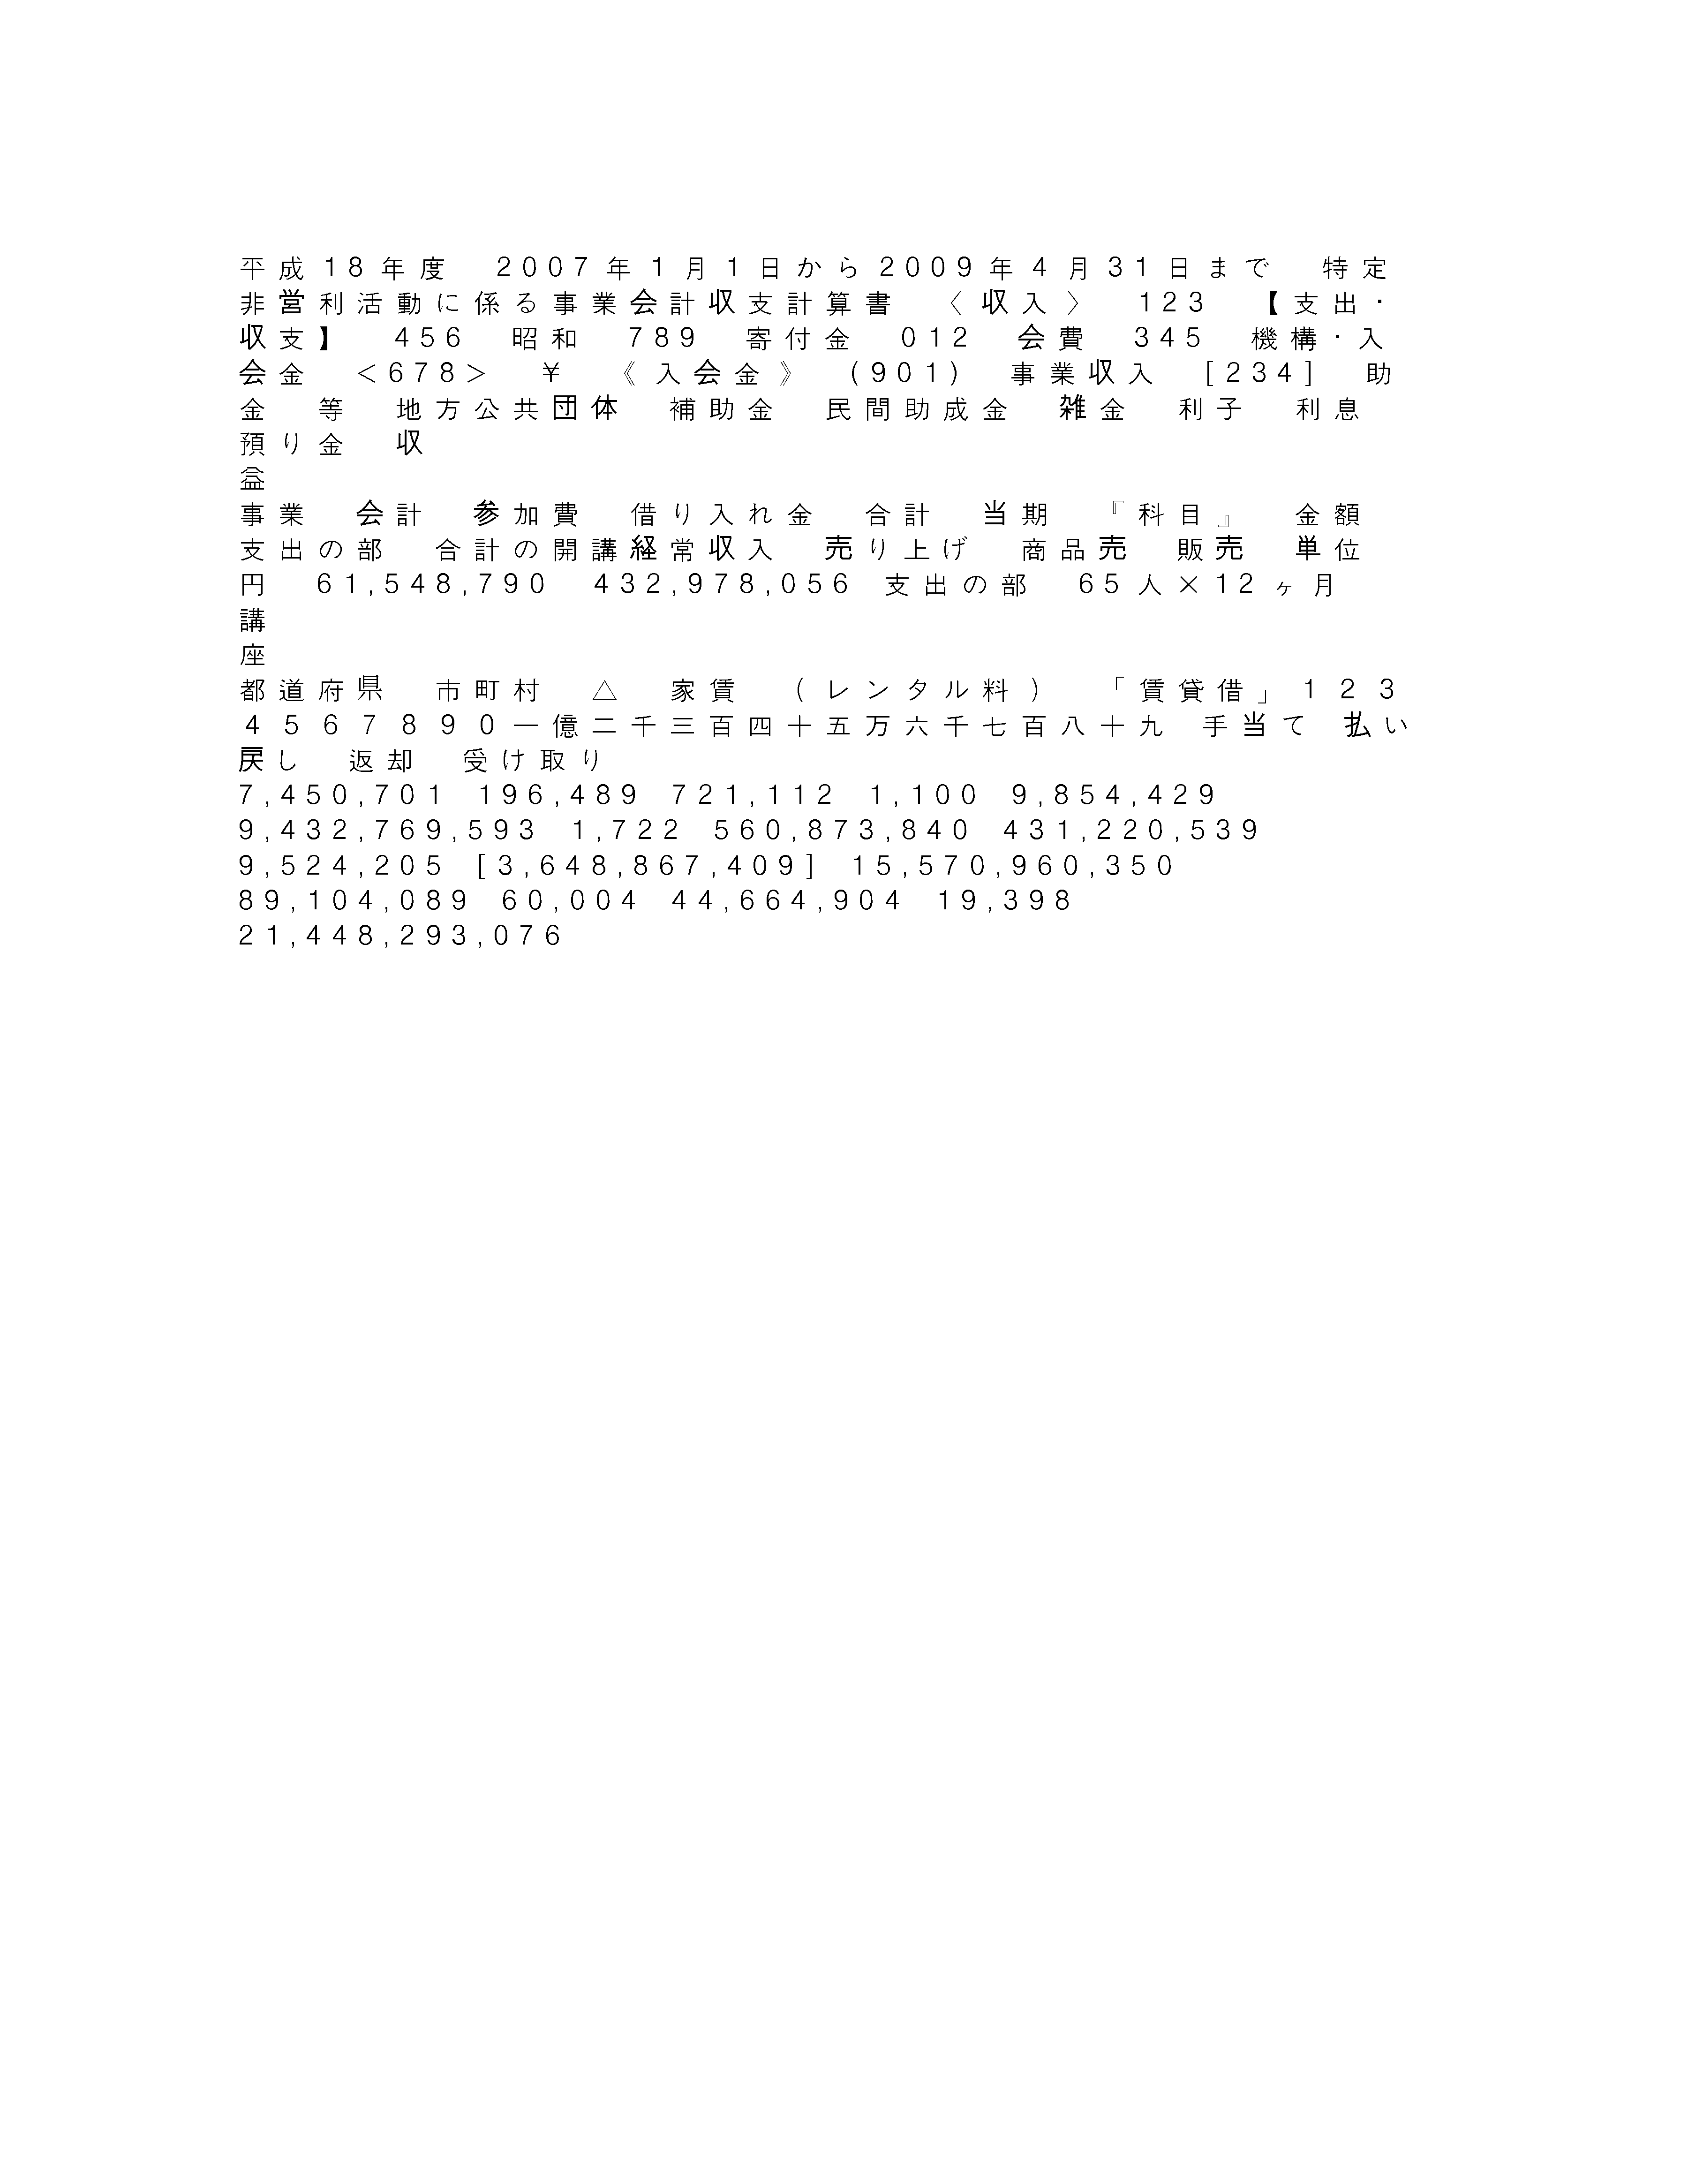 平成18年度　2007年1月1日から2009年4月31日まで　特定
非営利活動に係る事業会計収支計算書　〈収入〉　123　【支出・
収支】　456　昭和　789　寄付金　012　会費　345　機構・入
会金　<678>　¥　《入会金》　(901)　事業収入　[234]　助
金　等　地方公共団体　補助金　民間助成金　雑金　利子　利息
預り金　収
益
事業　会計　参加費　借り入れ金　合計　当期　『科目』　金額
支出の部　合計の開講経常収入　売り上げ　商品売　販売　単位
円　61,548,790　432,978,056 支出の部　65人×12ヶ月
講
座
都道府県　市町村　△　家賃　（レンタル料）　「賃貸借」１２３
４５６７８９０一億二千三百四十五万六千七百八十九 手当て 払い
戻し　返却　受け取り
7,450,701 196,489 721,112 1,100 9,854,429
9,432,769,593 1,722 560,873,840 431,220,539
9,524,205 [3,648,867,409] 15,570,960,350
89,104,089 60,004 44,664,904 19,398
21,448,293,076